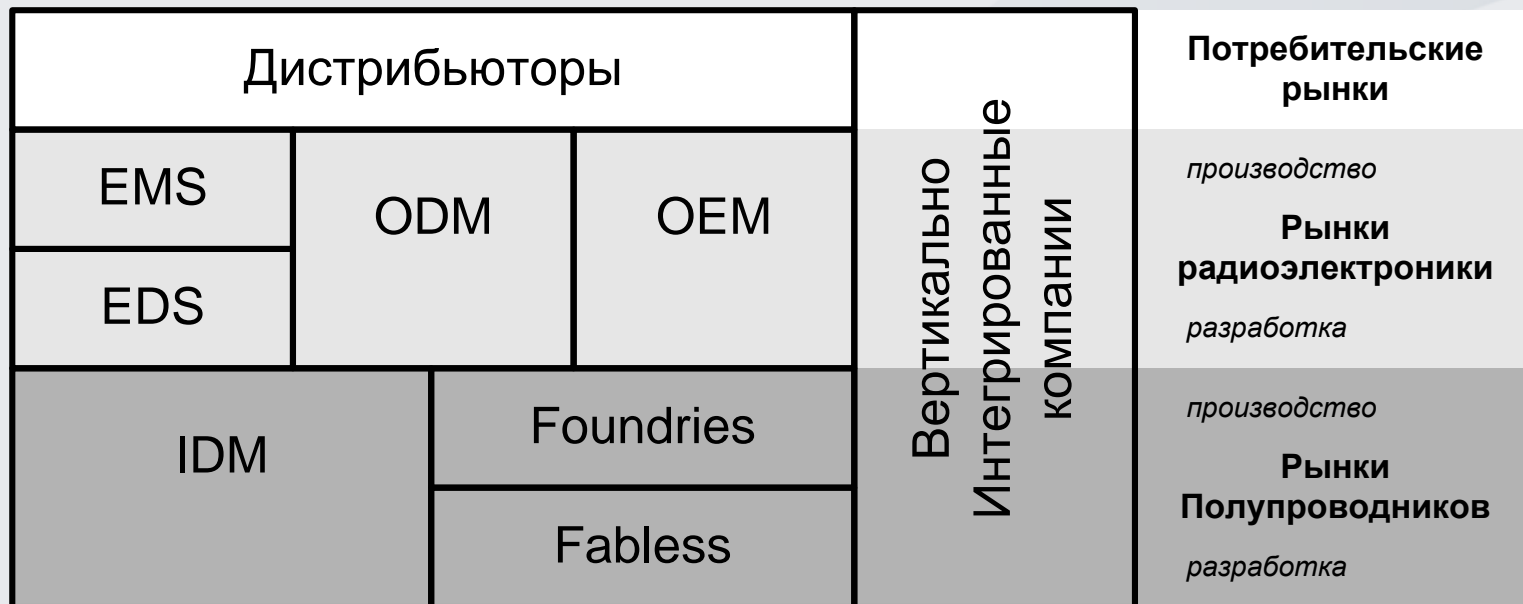 Дистрибьюторы
EMS
EDS
ODM
OEM
IDM
Foundries
Fabless
Вертикально
Интегрированные
компании
Потребительские
рынки
производство
Рынки
радиоэлектроники
разработка
производство
Рынки
Полупроводников
разработка